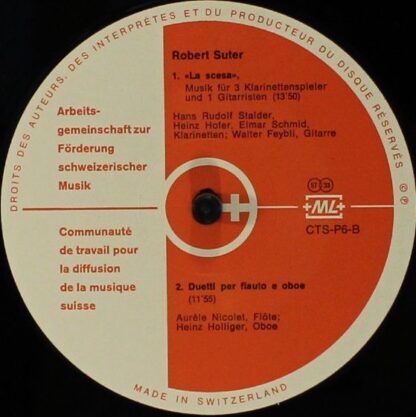 DROITS DES AUTEURS, DES INTERPRÈTES ET DU PRODUCTEUR DU DISQUE RÉSERVÉS
Robert Suter
1. «La scesa»,
Musik für 3 Klarinettenspieler
und 1 Gitarristen (13'50)
Hans Rudolf Stalder,
Heinz Hofer, Elmar Schmid,
Klarinetten; Walter Feybli, Gitarre
Arbeits-
gemeinschaft zur
Förderung
schweizerischer
Musik
Communauté
de travail pour
la diffusion
de la musique
suisse
ST 33
ML
CTS-P6-B
2. Duetti per flauto e oboe
(11'55)
Aurèle Nicolet, Flöte;
Heinz Holliger, Oboe
MADE IN SWITZERLAND
© ℗